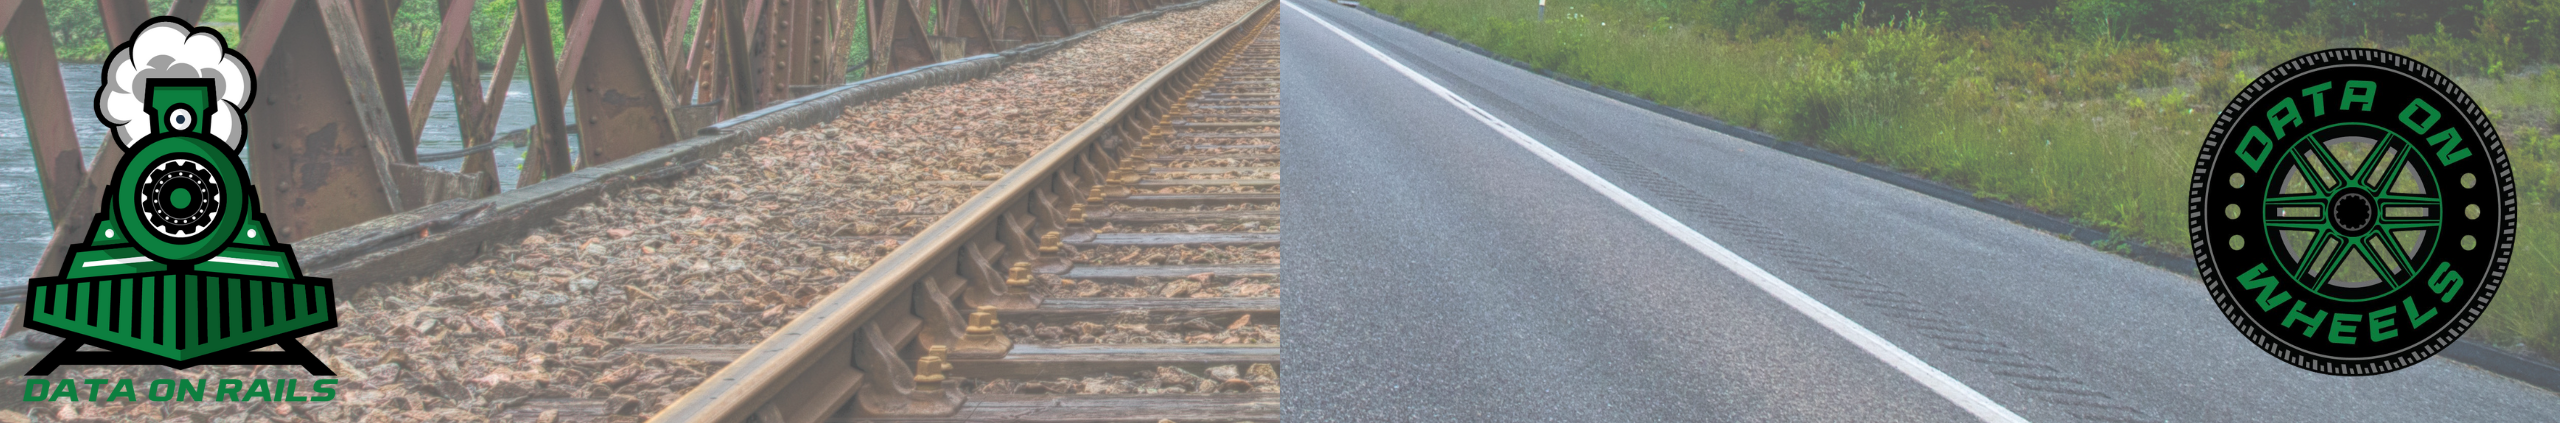 DATA ON RAILS
DATA ON
WHEELS